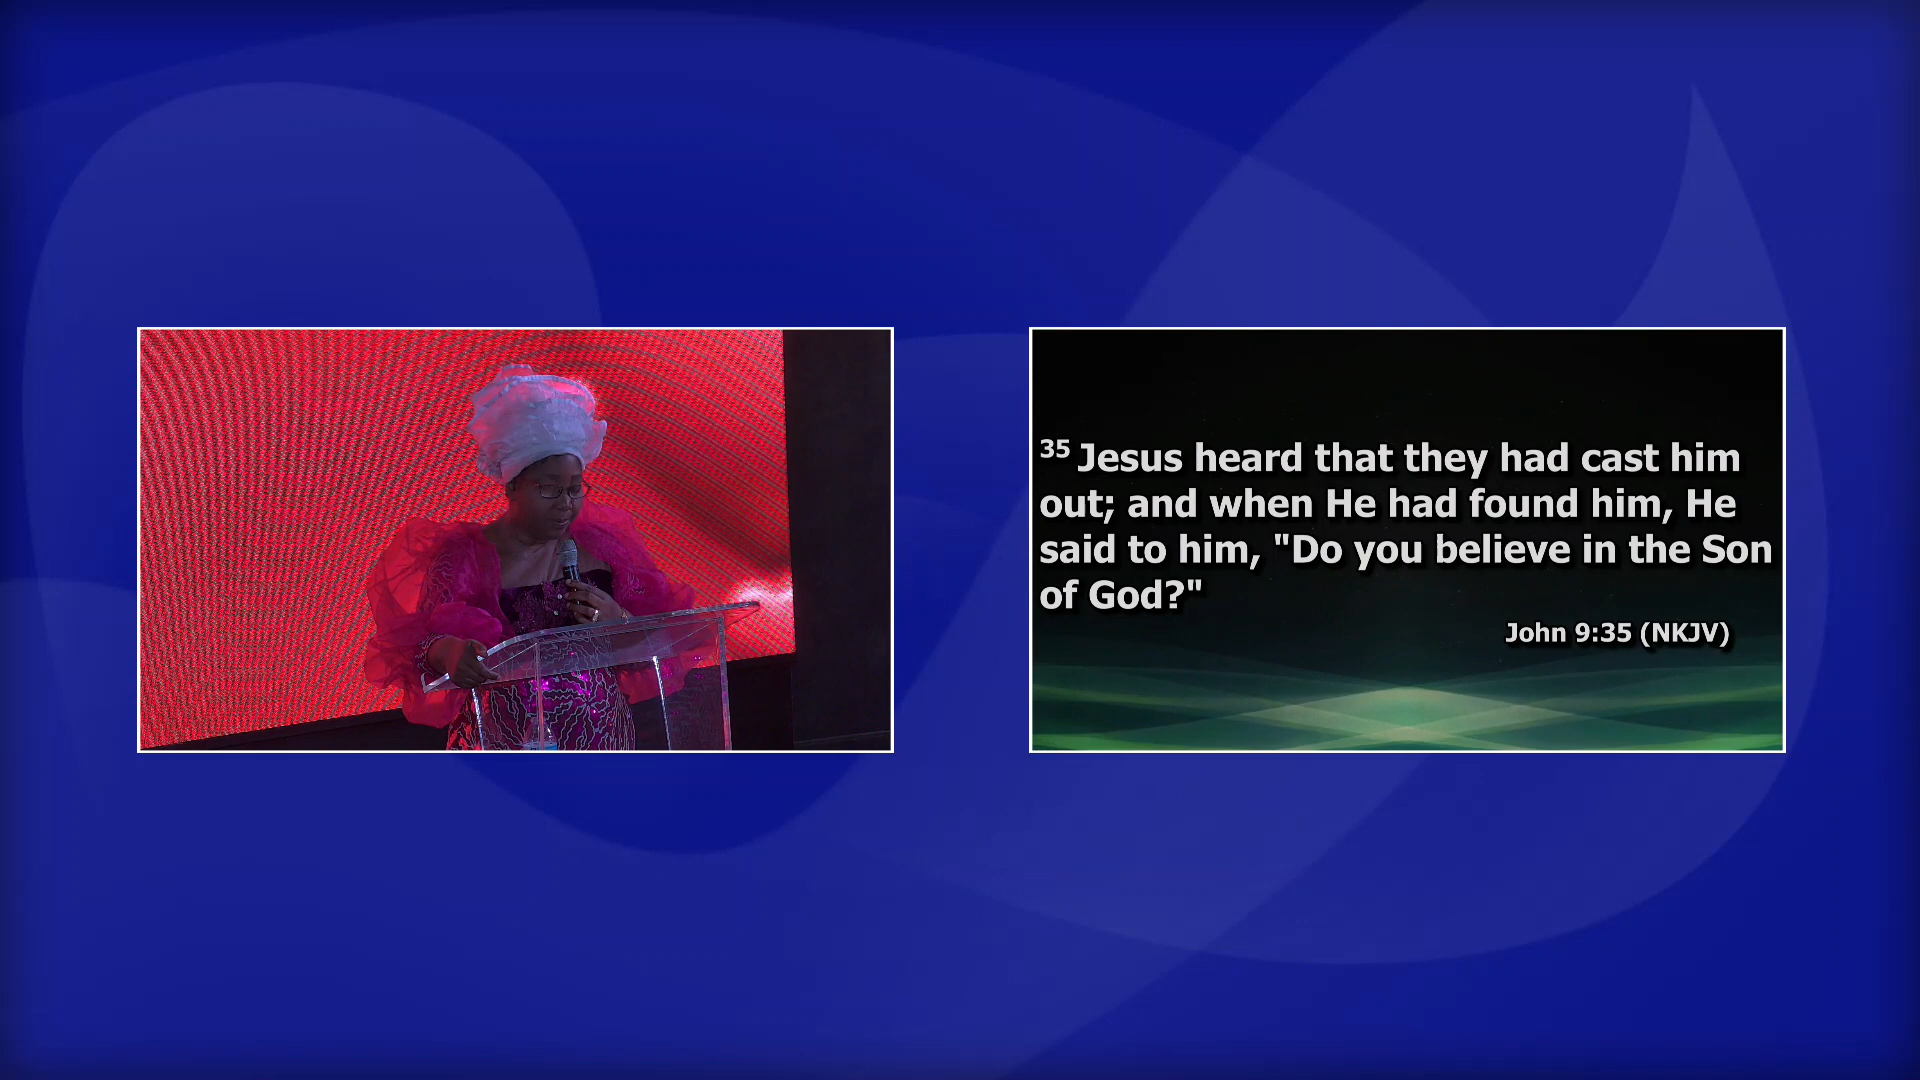 35 Jesus heard that they had cast him
out; and when He had found him, He
said to him, "Do you believe in the Son
of God?"
John 9:35 (NKJV)